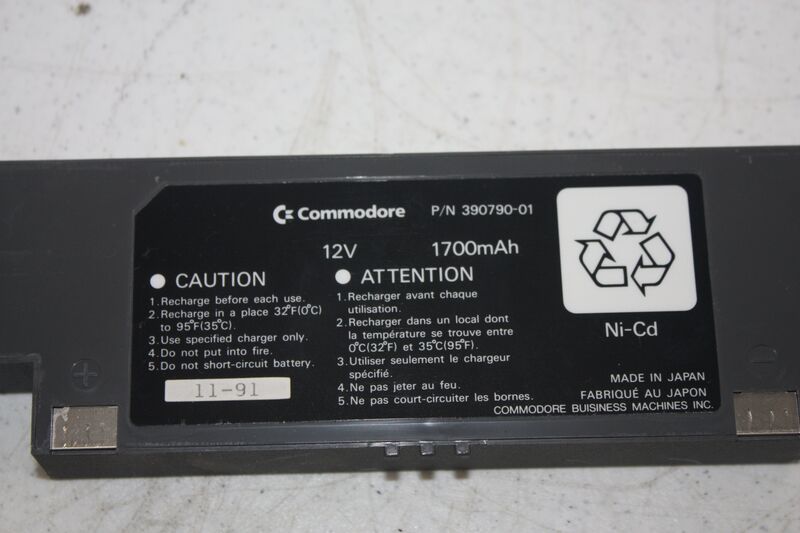 Commodore P/N 390790-01
12V 1700mAh
CAUTION
1.Recharge before each use.
2.Recharge in a place 32°F(0°C)
to 95°F(35°C).
3.Use specified charger only.
4.Do not put into fire.
5.Do not short-circuit battery.
11-91
ATTENTION
1.Recharger avant chaque
utilisation.
2.Recharger dans un local dont
la température se trouve entre
0°C(32°F) et 35°C(95°F).
3.Utiliser seulement le chargeur
spécifié.
4.Ne pas jeter au feu.
5.Ne pas court-circuiter les bornes.
Ni-Cd
MADE IN JAPAN
FABRIQUÉ AU JAPON
COMMODORE BUISINESS MACHINES INC.
+
-